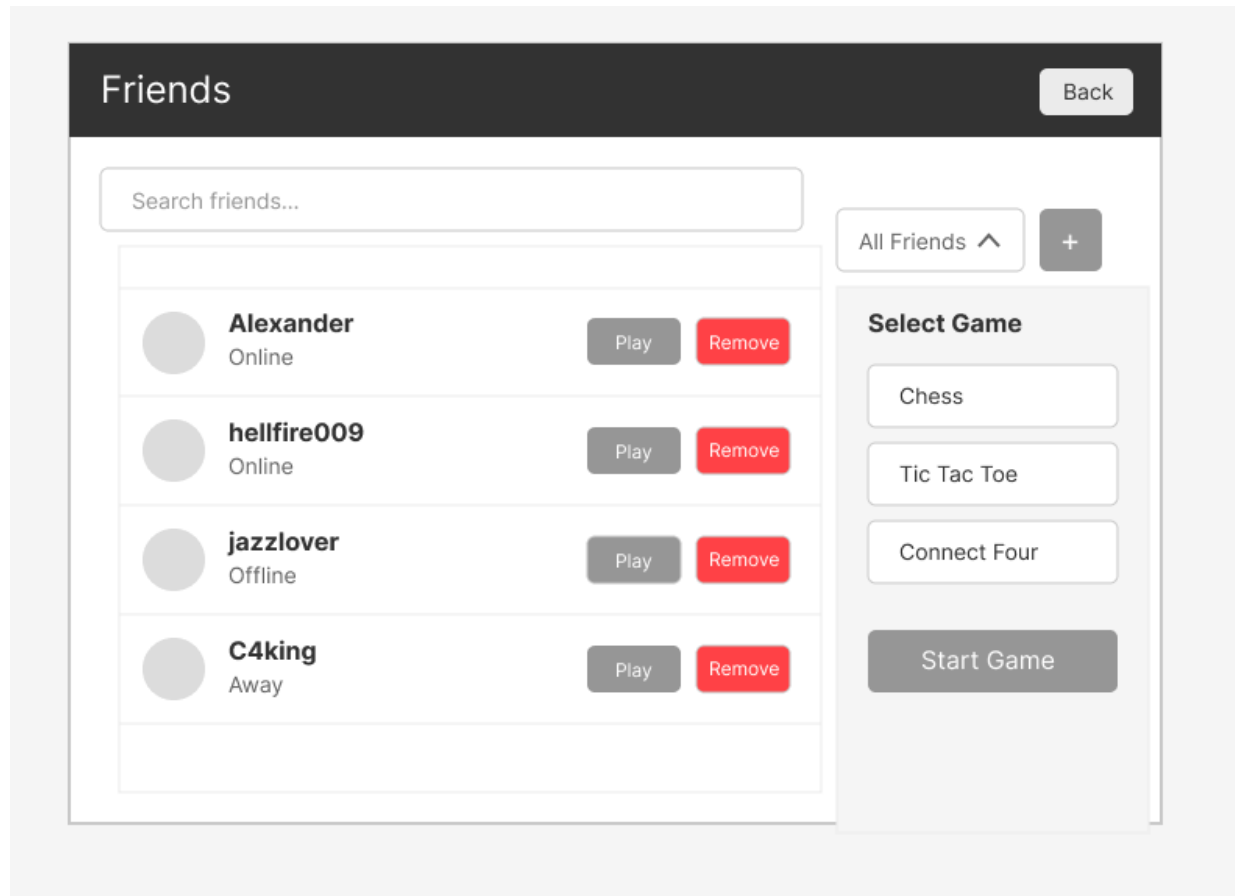 Friends
Back
Search friends...
All Friends
+
Alexander
Online
Play
Remove
hellfire009
Online
Play
Remove
jazzlover
Offline
Play
Remove
C4king
Away
Play
Remove
Select Game
Chess
Tic Tac Toe
Connect Four
Start Game